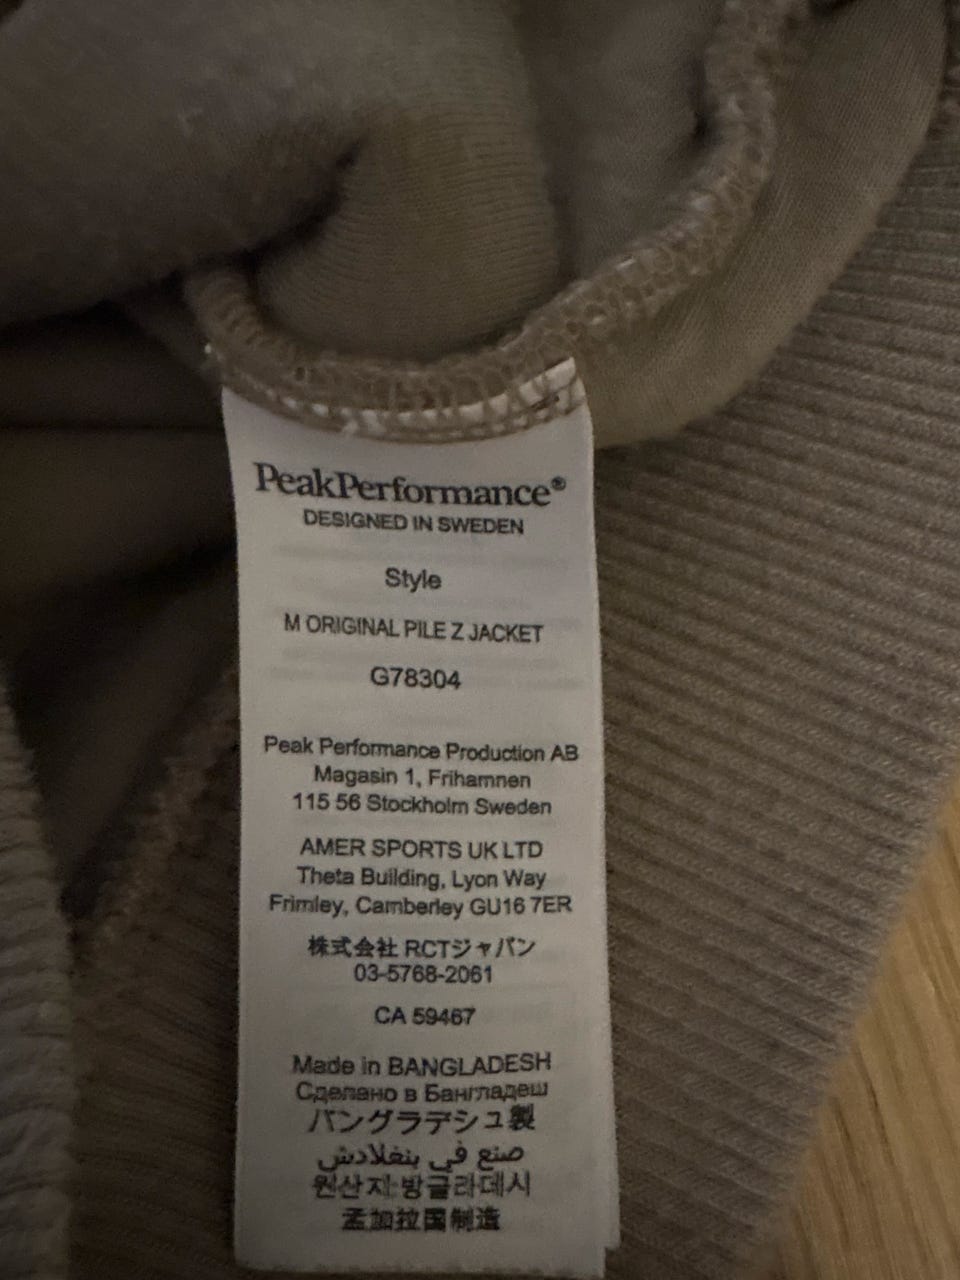 PeakPerformance®
DESIGNED IN SWEDEN
Style
M ORIGINAL PILE Z JACKET
G78304
Peak Performance Production AB
Magasin 1, Frihamnen
115 56 Stockholm Sweden
AMER SPORTS UK LTD
Theta Building, Lyon Way
Frimley, Camberley GU16 7ER
株式会社 RCTジャパン
03-5768-2061
CA 59467
Made in BANGLADESH
Сделано в Бангладеш
バングラデシュ製
صنع في بنغلادش
원산지:방글라데시
孟加拉国制造